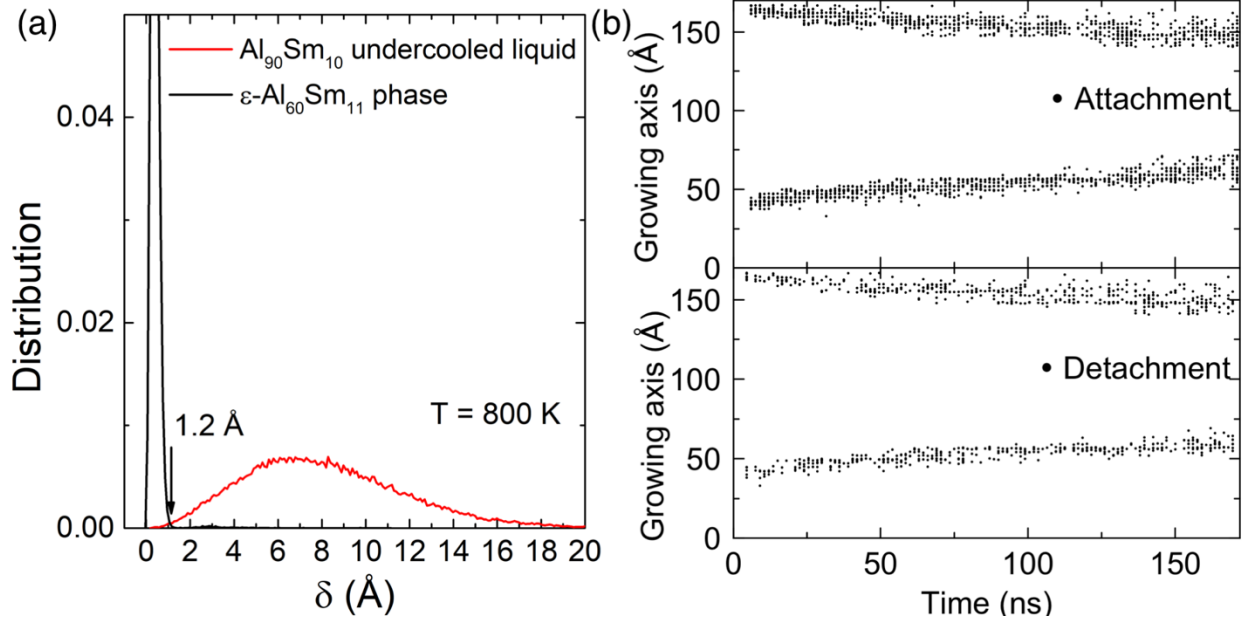 (a)
Al₉₀Sm₁₀ undercooled liquid
ε-Al₆₀Sm₁₁ phase
0.04
0.02
0.00
Distribution
1.2 Å
T = 800 K
0 2 4 6 8 10 12 14 16 18 20
δ (Å)
(b)
150
100
50
0
Growing axis (Å)
• Attachment
150
100
50
0
Growing axis (Å)
• Detachment
0 50 100 150
Time (ns)